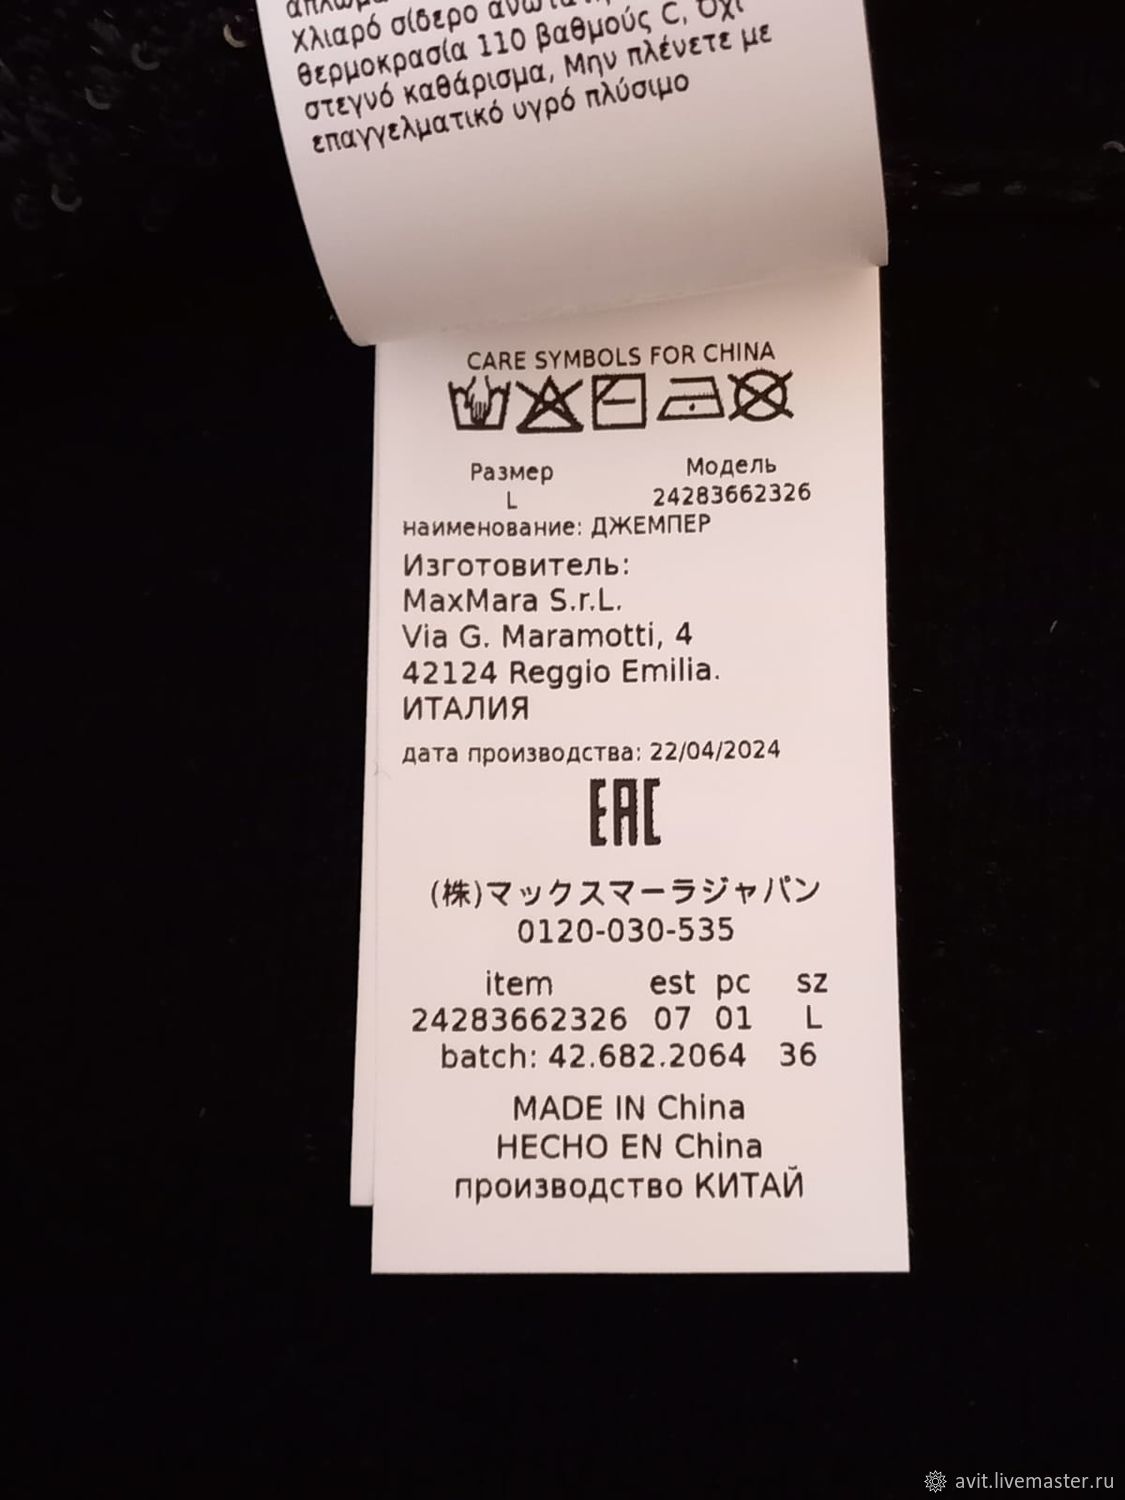 Χλιαρό σίδερο
θερμοκρασία 110 βαθμούς C, Όχι
στεγνό καθάρισμα, Μην πλένετε με
επαγγελματικό υγρό πλύσιμο
CARE SYMBOLS FOR CHINA
Размер Модель
L 24283662326
наименование: ДЖЕМПЕР
Изготовитель:
MaxMara S.r.L.
Via G. Maramotti, 4
42124 Reggio Emilia.
ИТАЛИЯ
дата производства: 22/04/2024
EAC
(株)マックスマーラジャパン
0120-030-535
item est pc sz
24283662326 07 01 L
batch: 42.682.2064 36
MADE IN China
HECHO EN China
производство КИТАЙ
avit.livemaster.ru